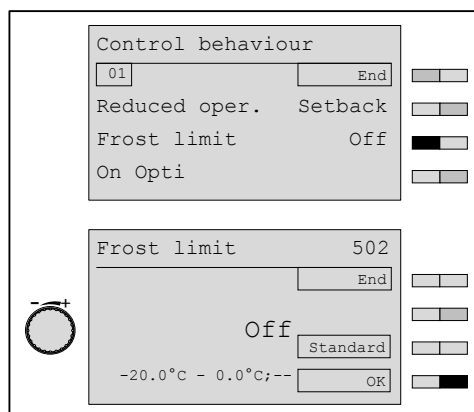 Control behaviour
01 End
Reduced oper. Setback
Frost limit Off
On Opti
Frost limit 502
End
- +
Off
Standard
-20.0°C - 0.0°C;--
OK